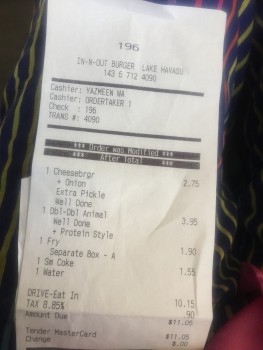 196
IN-N-OUT BURGER LAKE HAVASU
143 6 712 4090
Cashier: YAZMEEN WA
Cashier: ORDERTAKER 1
Check : 196
TRANS #: 4090
*** Order was Modified ***
*** After Total ***
1 Cheesebrgr 2.75
+ Onion
Extra Pickle
Well Done
1 Dbl-Dbl Animal 3.95
Well Done
+ Protein Style
1 Fry 1.90
Separate Box - A
1 Sm Coke 1.55
1 Water
DRIVE-Eat In 10.15
TAX 8.85% .90
Amount Due $11.05
Tender MasterCard $11.05
Change $.00